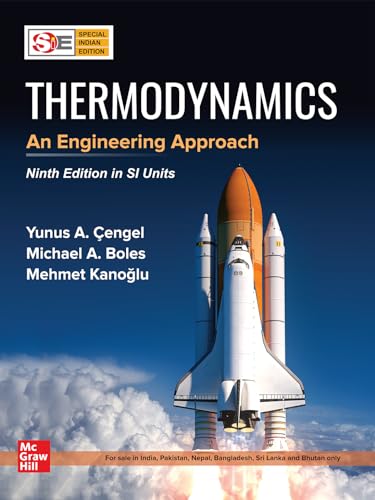 SIE
SPECIAL
INDIAN
EDITION
THERMODYNAMICS
An Engineering Approach
Ninth Edition in SI Units
Yunus A. Çengel
Michael A. Boles
Mehmet Kanoğlu
Mc
Graw
Hill
For sale in India, Pakistan, Nepal, Bangladesh, Sri Lanka and Bhutan only